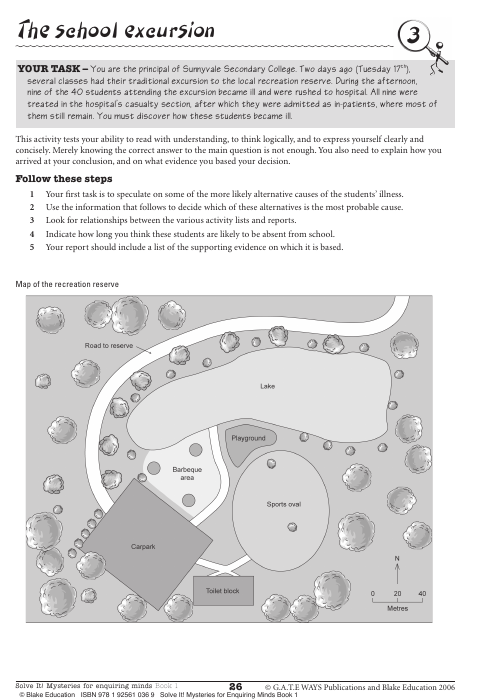 The school excursion
3
YOUR TASK – You are the principal of Sunnyvale Secondary College. Two days ago (Tuesday 17th),
several classes had their traditional excursion to the local recreation reserve. During the afternoon,
nine of the 40 students attending the excursion became ill and were rushed to hospital. All nine were
treated in the hospital's casualty section, after which they were admitted as in-patients, where most of
them still remain. You must discover how these students became ill.
This activity tests your ability to read with understanding, to think logically, and to express yourself clearly and
concisely. Merely knowing the correct answer to the main question is not enough. You also need to explain how you
arrived at your conclusion, and on what evidence you based your decision.
Follow these steps
1 Your first task is to speculate on some of the more likely alternative causes of the students' illness.
2 Use the information that follows to decide which of these alternatives is the most probable cause.
3 Look for relationships between the various activity lists and reports.
4 Indicate how long you think these students are likely to be absent from school.
5 Your report should include a list of the supporting evidence on which it is based.
Map of the recreation reserve
Road to reserve
Lake
Playground
Barbeque
area
Sports oval
Carpark
Toilet block
N
0 20 40
Metres
Solve It! Mysteries for enquiring minds Book 1
26
© G.A.T.E WAYS Publications and Blake Education 2006
© Blake Education ISBN 978 1 92561 036 9 Solve It! Mysteries for Enquiring Minds Book 1